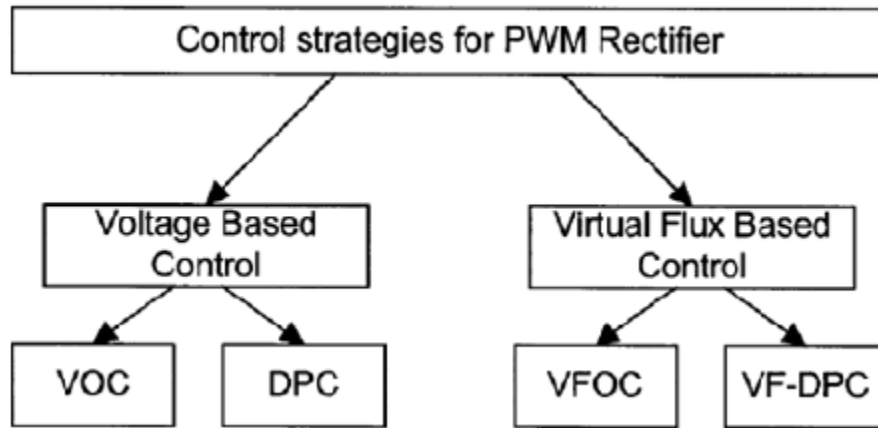 Control strategies for PWM Rectifier
Voltage Based
Control
Virtual Flux Based
Control
VOC
DPC
VFOC
VF-DPC